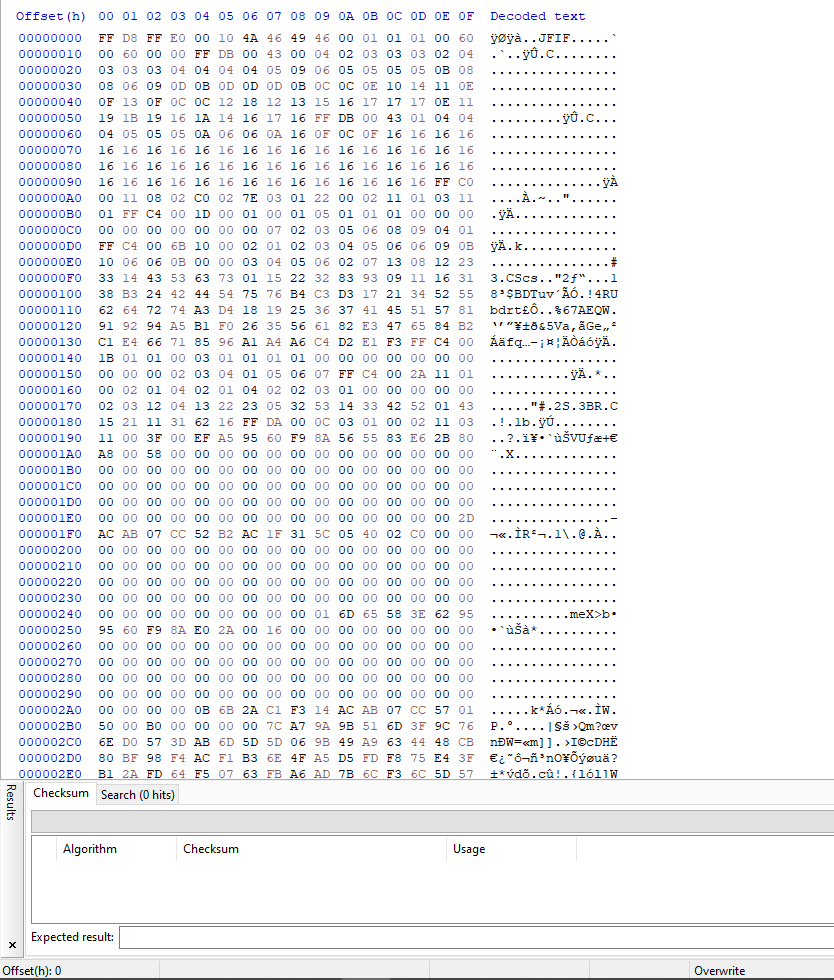 Offset(h) 00 01 02 03 04 05 06 07 08 09 0A 0B 0C 0D 0E 0F Decoded text
00000000 FF D8 FF E0 00 10 4A 46 49 46 00 01 01 01 00 60 ÿØÿà..JFIF.....`
00000010 00 60 00 00 FF DB 00 43 00 04 02 03 03 03 02 04 .`..ÿÛ.C........
00000020 03 03 03 04 04 04 04 05 09 06 05 05 05 05 0B 08 ................
00000030 08 06 09 0D 0B 0D 0D 0D 0B 0C 0C 0E 10 14 11 0E ................
00000040 0F 13 0F 0C 0C 12 18 12 13 15 16 17 17 17 0E 11 ................
00000050 19 1B 19 16 1A 14 16 17 16 FF DB 00 43 01 04 04 .........ÿÛ.C...
00000060 04 05 05 05 0A 06 06 0A 16 0F 0C 0F 16 16 16 16 ................
00000070 16 16 16 16 16 16 16 16 16 16 16 16 16 16 16 16 ................
00000080 16 16 16 16 16 16 16 16 16 16 16 16 16 16 16 16 ................
00000090 16 16 16 16 16 16 16 16 16 16 16 16 16 16 FF C0 ..............ÿÀ
000000A0 00 11 08 02 C0 02 7E 03 01 22 00 02 11 01 03 11 ....À.~.."......
000000B0 01 FF C4 00 1D 00 01 00 01 05 01 01 01 00 00 00 .ÿÄ.............
000000C0 00 00 00 00 00 00 07 02 03 05 06 08 09 04 01 
000000D0 FF C4 00 6B 10 00 02 01 02 03 04 05 06 06 09 0B ÿÄ.k............
000000E0 10 06 06 0B 00 00 03 04 05 06 02 07 13 08 12 23 ...............#
000000F0 33 14 43 53 63 73 01 15 22 32 83 93 09 11 16 31 3.CScs.."2ƒ“...1
00000100 38 B3 24 42 44 54 75 76 B4 C3 D3 17 21 34 52 55 8³$BDTuv´ÃÓ.!4RU
00000110 62 64 72 74 A3 D4 18 19 25 36 37 41 45 51 57 81 bdrt£Ô..%67AEQW.
00000120 91 92 94 A5 B1 F0 26 35 56 61 82 E3 47 65 84 B2 ‘’”¥±ð&5Va‚ãGe„²
00000130 C1 E4 66 71 85 96 A1 A4 A6 C4 D2 E1 F3 FF C4 00 Áäfq…–¡¤¦ÄÒáóÿÄ.
00000140 1B 01 01 00 03 01 01 01 01 00 00 00 00 00 00 00 ................
00000150 00 00 00 02 03 04 01 05 06 07 FF C4 00 2A 11 01 ..........ÿÄ.*..
00000160 00 02 01 04 02 01 04 02 02 03 01 00 00 00 00 00 ................
00000170 02 03 12 04 13 22 23 05 32 53 14 33 42 52 01 43 ....."#.2S.3BR.C
00000180 15 21 11 31 62 16 FF DA 00 0C 03 01 00 02 11 03 .!.1b.ÿÚ........
00000190 11 00 3F 00 EF A5 95 60 F9 8A 56 55 83 E6 2B 80 ..?.ï¥•`ùŠVUƒæ+€
000001A0 A8 00 58 00 00 00 00 00 00 00 00 00 00 00 00 00 ¨.X.............
000001B0 00 00 00 00 00 00 00 00 00 00 00 00 00 00 00 00 ................
000001C0 00 00 00 00 00 00 00 00 00 00 00 00 00 00 00 00 ................
000001D0 00 00 00 00 00 00 00 00 00 00 00 00 00 00 00 00 ................
000001E0 00 00 00 00 00 00 00 00 00 00 00 00 00 00 00 2D ...............-
000001F0 AC AB 07 CC 52 B2 AC 1F 31 5C 05 40 02 C0 00 00 ¬«.ÌR²¬.1\.@.À..
00000200 00 00 00 00 00 00 00 00 00 00 00 00 00 00 00 00 ................
00000210 00 00 00 00 00 00 00 00 00 00 00 00 00 00 00 00 ................
00000220 00 00 00 00 00 00 00 00 00 00 00 00 00 00 00 00 ................
00000230 00 00 00 00 00 00 00 00 00 00 00 00 00 00 00 00 ................
00000240 00 00 00 00 00 00 00 00 00 01 6D 65 58 3E 62 95 ..........meX>b•
00000250 95 60 F9 8A E0 2A 00 16 00 00 00 00 00 00 00 00 •`ùŠà*..........
00000260 00 00 00 00 00 00 00 00 00 00 00 00 00 00 00 00 ................
00000270 00 00 00 00 00 00 00 00 00 00 00 00 00 00 00 00 ................
00000280 00 00 00 00 00 00 00 00 00 00 00 00 00 00 00 00 ................
00000290 00 00 00 00 00 00 00 00 00 00 00 00 00 00 00 00 ................
000002A0 00 00 00 00 0B 6B 2A C1 F3 14 AC AB 07 CC 57 01 .....k*Áó.¬«.ÌW.
000002B0 50 00 B0 00 00 00 00 7C A7 9A 9B 51 6D 3F 9C 76 P.°....|§š›Qm?œv
000002C0 6E D0 57 3D AB 6D 5D 5D 06 9B 49 A9 63 44 48 CB nÐW=«m]].›I©cDHË
000002D0 80 BF 98 F4 AC F1 B3 6E 4F A5 D5 FD F8 75 E4 3F €¿˜ô¬ñ³nO¥Õýøuä?
000002E0 B1 2A FD 64 F5 07 63 FB A6 AD 7B 6C F3 6C 5D 57 ±*ýdõ.cû¦.{lól]W
Results
Checksum Search (0 hits)
Algorithm Checksum Usage
Expected result:
Offset(h): 0 Overwrite